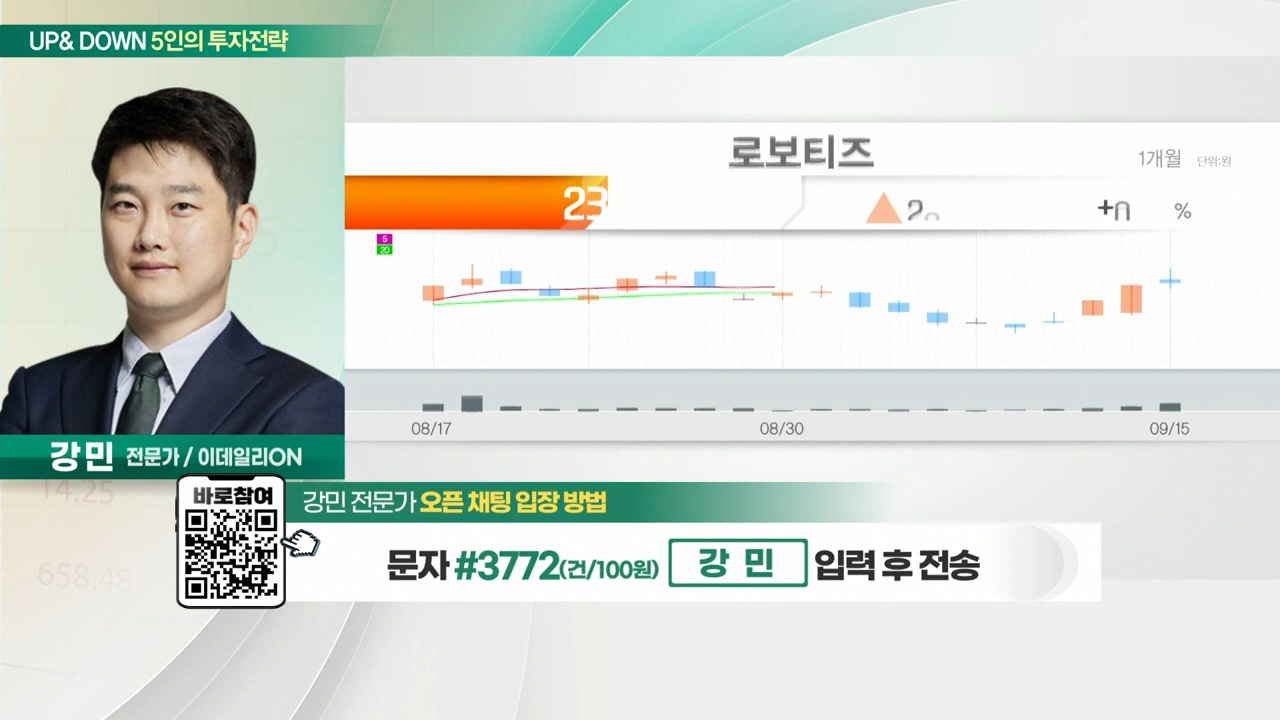 UP& DOWN 5인의 투자전략
로보티즈
1개월 단위:원
23
%
5
20
08/17 08/30 09/15
강민 전문가 / 이데일리ON
14.25
658.48
바로참여
강민 전문가 오픈 채팅 입장 방법
문자 #3772(건/100원) 강 민 입력 후 전송